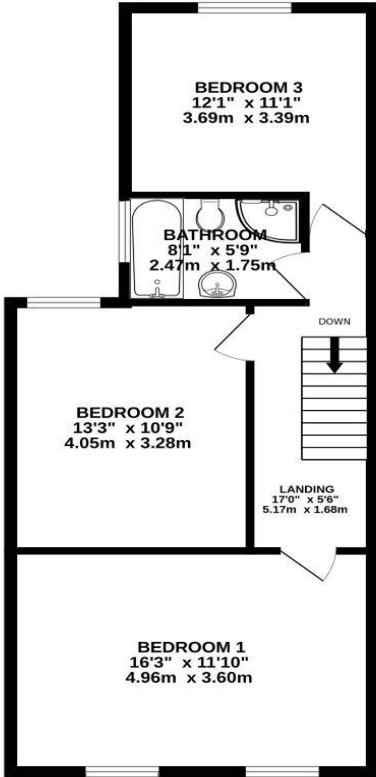 BEDROOM 3
12'1" x 11'1"
3.69m x 3.39m
BATHROOM
8'1" x 5'9"
2.47m x 1.75m
DOWN
BEDROOM 2
13'3" x 10'9"
4.05m x 3.28m
LANDING
17'0" x 5'6"
5.17m x 1.68m
BEDROOM 1
16'3" x 11'10"
4.96m x 3.60m